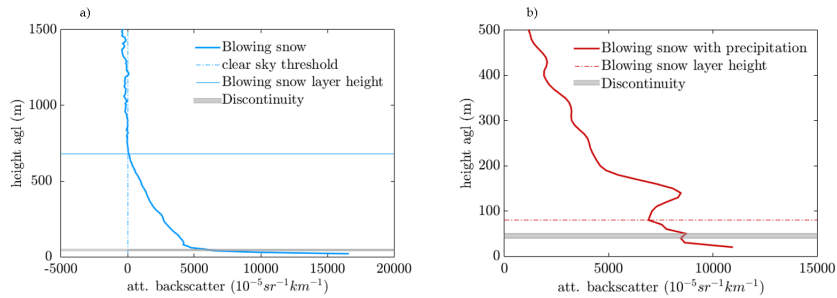 a)
1500
1000
500
0
height agl (m)
Blowing snow
clear sky threshold
Blowing snow layer height
Discontinuity
-5000 0 5000 10000 15000 20000
att. backscatter (10⁻⁵sr⁻¹km⁻¹)
b)
500
400
300
200
100
0
height agl (m)
Blowing snow with precipitation
Blowing snow layer height
Discontinuity
0 5000 10000 15000
att. backscatter (10⁻⁵sr⁻¹km⁻¹)